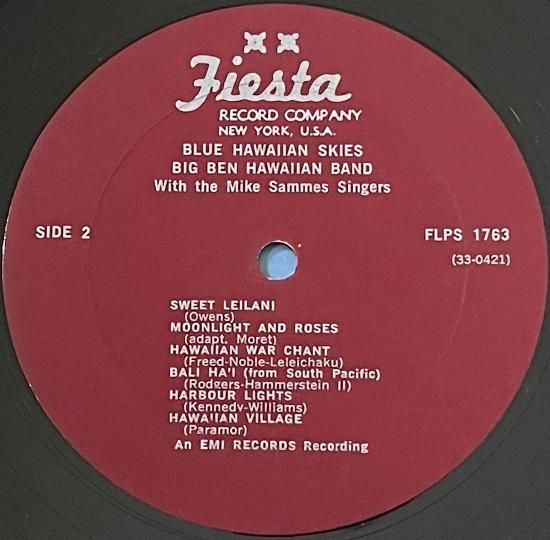 Fiesta
RECORD COMPANY
NEW YORK, U.S.A.
BLUE HAWAIIAN SKIES
BIG BEN HAWAIIAN BAND
With the Mike Sammes Singers
SIDE 2
FLPS 1763
(33-0421)
SWEET LEILANI
(Owens)
MOONLIGHT AND ROSES
(adapt. Moret)
HAWAIIAN WAR CHANT
(Freed-Noble-Leleichaku)
BALI HA'I (from South Pacific)
(Rodgers-Hammerstein II)
HARBOUR LIGHTS
(Kennedy-Williams)
HAWAIIAN VILLAGE
(Paramor)
An EMI RECORDS Recording